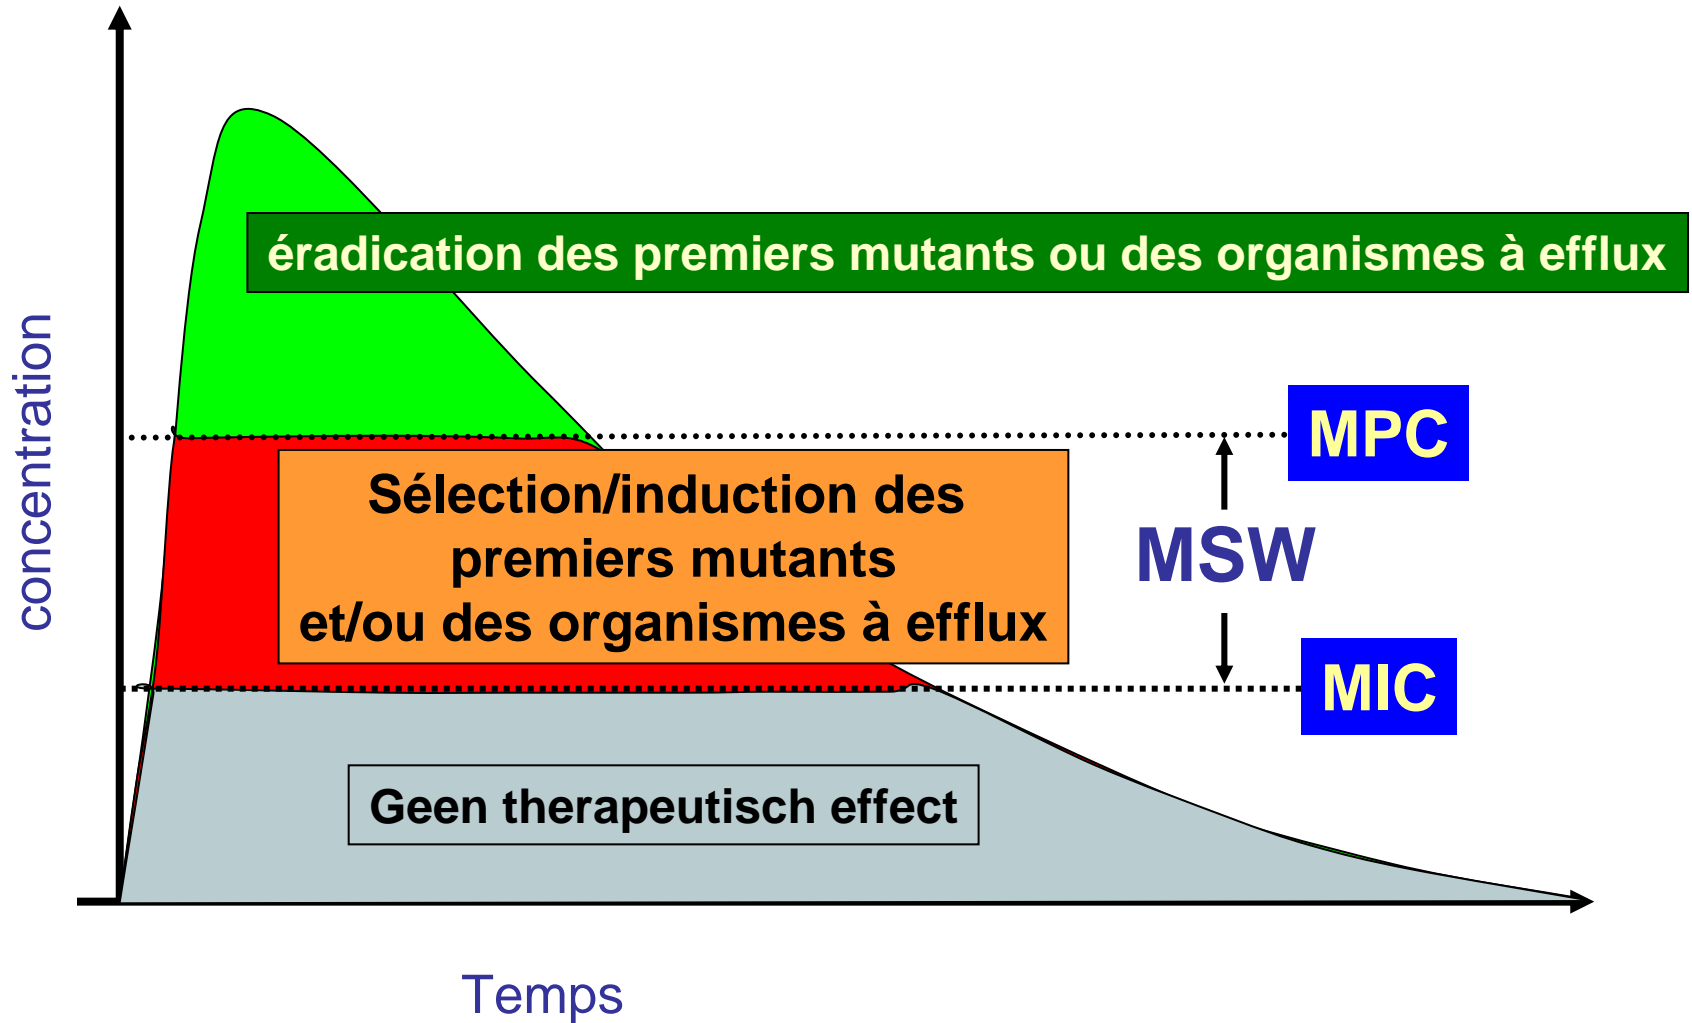 éradication des premiers mutants ou des organismes à efflux
concentration
MPC
Sélection/induction des
premiers mutants
et/ou des organismes à efflux
MSW
MIC
Geen therapeutisch effect
Temps